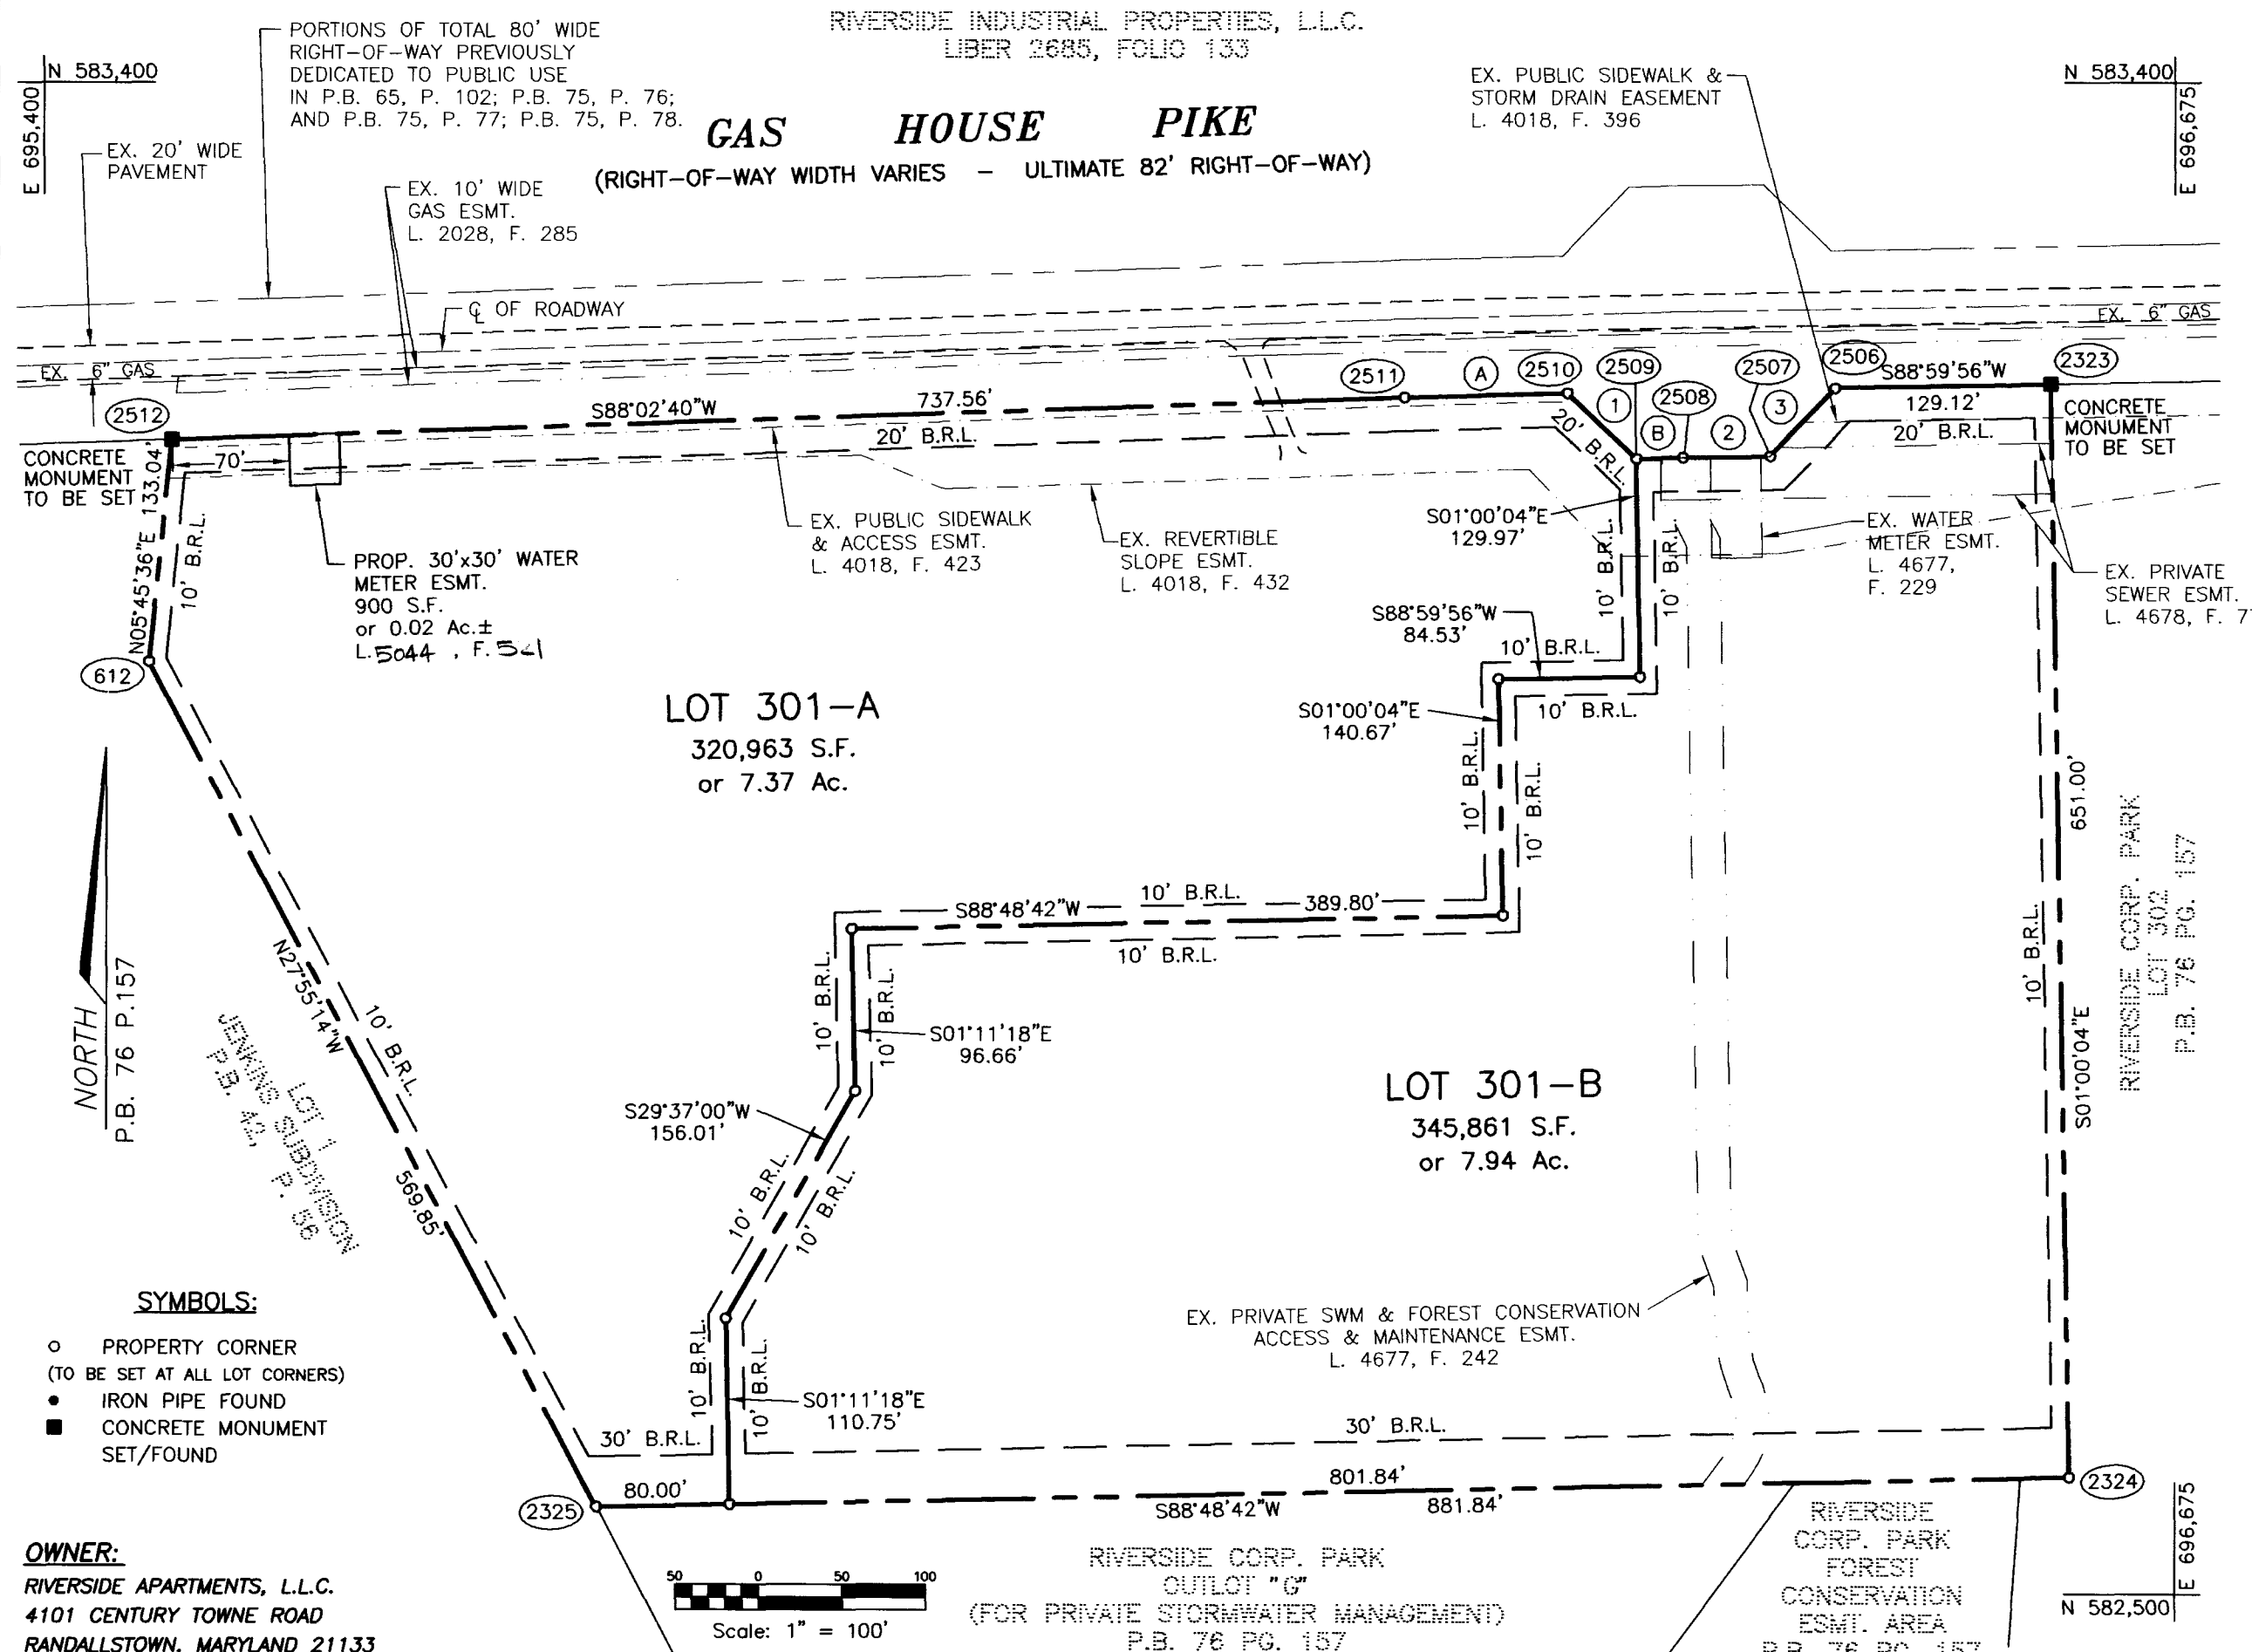 RIVERSIDE INDUSTRIAL PROPERTIES, L.L.C.
LIBER 2685, FOLIO 133
PORTIONS OF TOTAL 80' WIDE
RIGHT-OF-WAY PREVIOUSLY
DEDICATED TO PUBLIC USE
IN P.B. 65, P. 102; P.B. 75, P. 76;
AND P.B. 75, P. 77; P.B. 75, P. 78.
N 583,400
E 695,400
N 583,400
E 696,675
EX. PUBLIC SIDEWALK &
STORM DRAIN EASEMENT
L. 4018, F. 396
GAS HOUSE PIKE
(RIGHT-OF-WAY WIDTH VARIES - ULTIMATE 82' RIGHT-OF-WAY)
EX. 20' WIDE
PAVEMENT
EX. 10' WIDE
GAS ESMT.
L. 2028, F. 285
℄ OF ROADWAY
EX. 6" GAS
EX. 6" GAS
2512
2511
A
2510
2509
1
B
2508
2
2507
3
2506
2323
S88°59'56"W
129.12'
20' B.R.L.
CONCRETE
MONUMENT
TO BE SET
S88°02'40"W
737.56'
20' B.R.L.
20' B.R.L.
CONCRETE
MONUMENT
TO BE SET
70'
N05°45'36"E 133.04'
10' B.R.L.
612
PROP. 30'x30' WATER
METER ESMT.
900 S.F.
or 0.02 Ac.±
L. 5044 , F. 521
EX. PUBLIC SIDEWALK
& ACCESS ESMT.
L. 4018, F. 423
EX. REVERTIBLE
SLOPE ESMT.
L. 4018, F. 432
S01°00'04"E
129.97'
10' B.R.L.
10' B.R.L.
EX. WATER
METER ESMT.
L. 4677,
F. 229
EX. PRIVATE
SEWER ESMT.
L. 4678, F. 7
S88°59'56"W
84.53'
10' B.R.L.
10' B.R.L.
S01°00'04"E
140.67'
10' B.R.L.
10' B.R.L.
LOT 301-A
320,963 S.F.
or 7.37 Ac.
651.00'
S01°00'04"E
10' B.R.L.
RIVERSIDE CORP. PARK
LOT 302
P.B. 76 PG. 157
S88°48'42"W
10' B.R.L.
389.80'
10' B.R.L.
NORTH
P.B. 76 P.157
N27°55'14"W
569.85'
10' B.R.L.
LOT 1
JENKINS SUBDIVISION
P.B. 42, P. 56
10' B.R.L.
10' B.R.L.
S01°11'18"E
96.66'
S29°37'00"W
156.01'
10' B.R.L.
10' B.R.L.
LOT 301-B
345,861 S.F.
or 7.94 Ac.
SYMBOLS:
PROPERTY CORNER
(TO BE SET AT ALL LOT CORNERS)
IRON PIPE FOUND
CONCRETE MONUMENT
SET/FOUND
EX. PRIVATE SWM & FOREST CONSERVATION
ACCESS & MAINTENANCE ESMT.
L. 4677, F. 242
10' B.R.L.
10' B.R.L.
S01°11'18"E
110.75'
30' B.R.L.
30' B.R.L.
2325
80.00'
801.84'
S88°48'42"W
881.84'
2324
OWNER:
RIVERSIDE APARTMENTS, L.L.C.
4101 CENTURY TOWNE ROAD
RANDALLSTOWN, MARYLAND 21133
50 0 50 100
Scale: 1" = 100'
RIVERSIDE CORP. PARK
OUTLOT "G"
(FOR PRIVATE STORMWATER MANAGEMENT)
P.B. 76 PG. 157
RIVERSIDE
CORP. PARK
FOREST
CONSERVATION
ESMT. AREA
P.B. 76 PG. 157
E 696,675
N 582,500